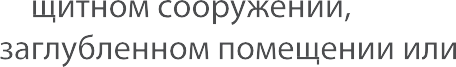 щитном сооружении,
заглубленном помещении или